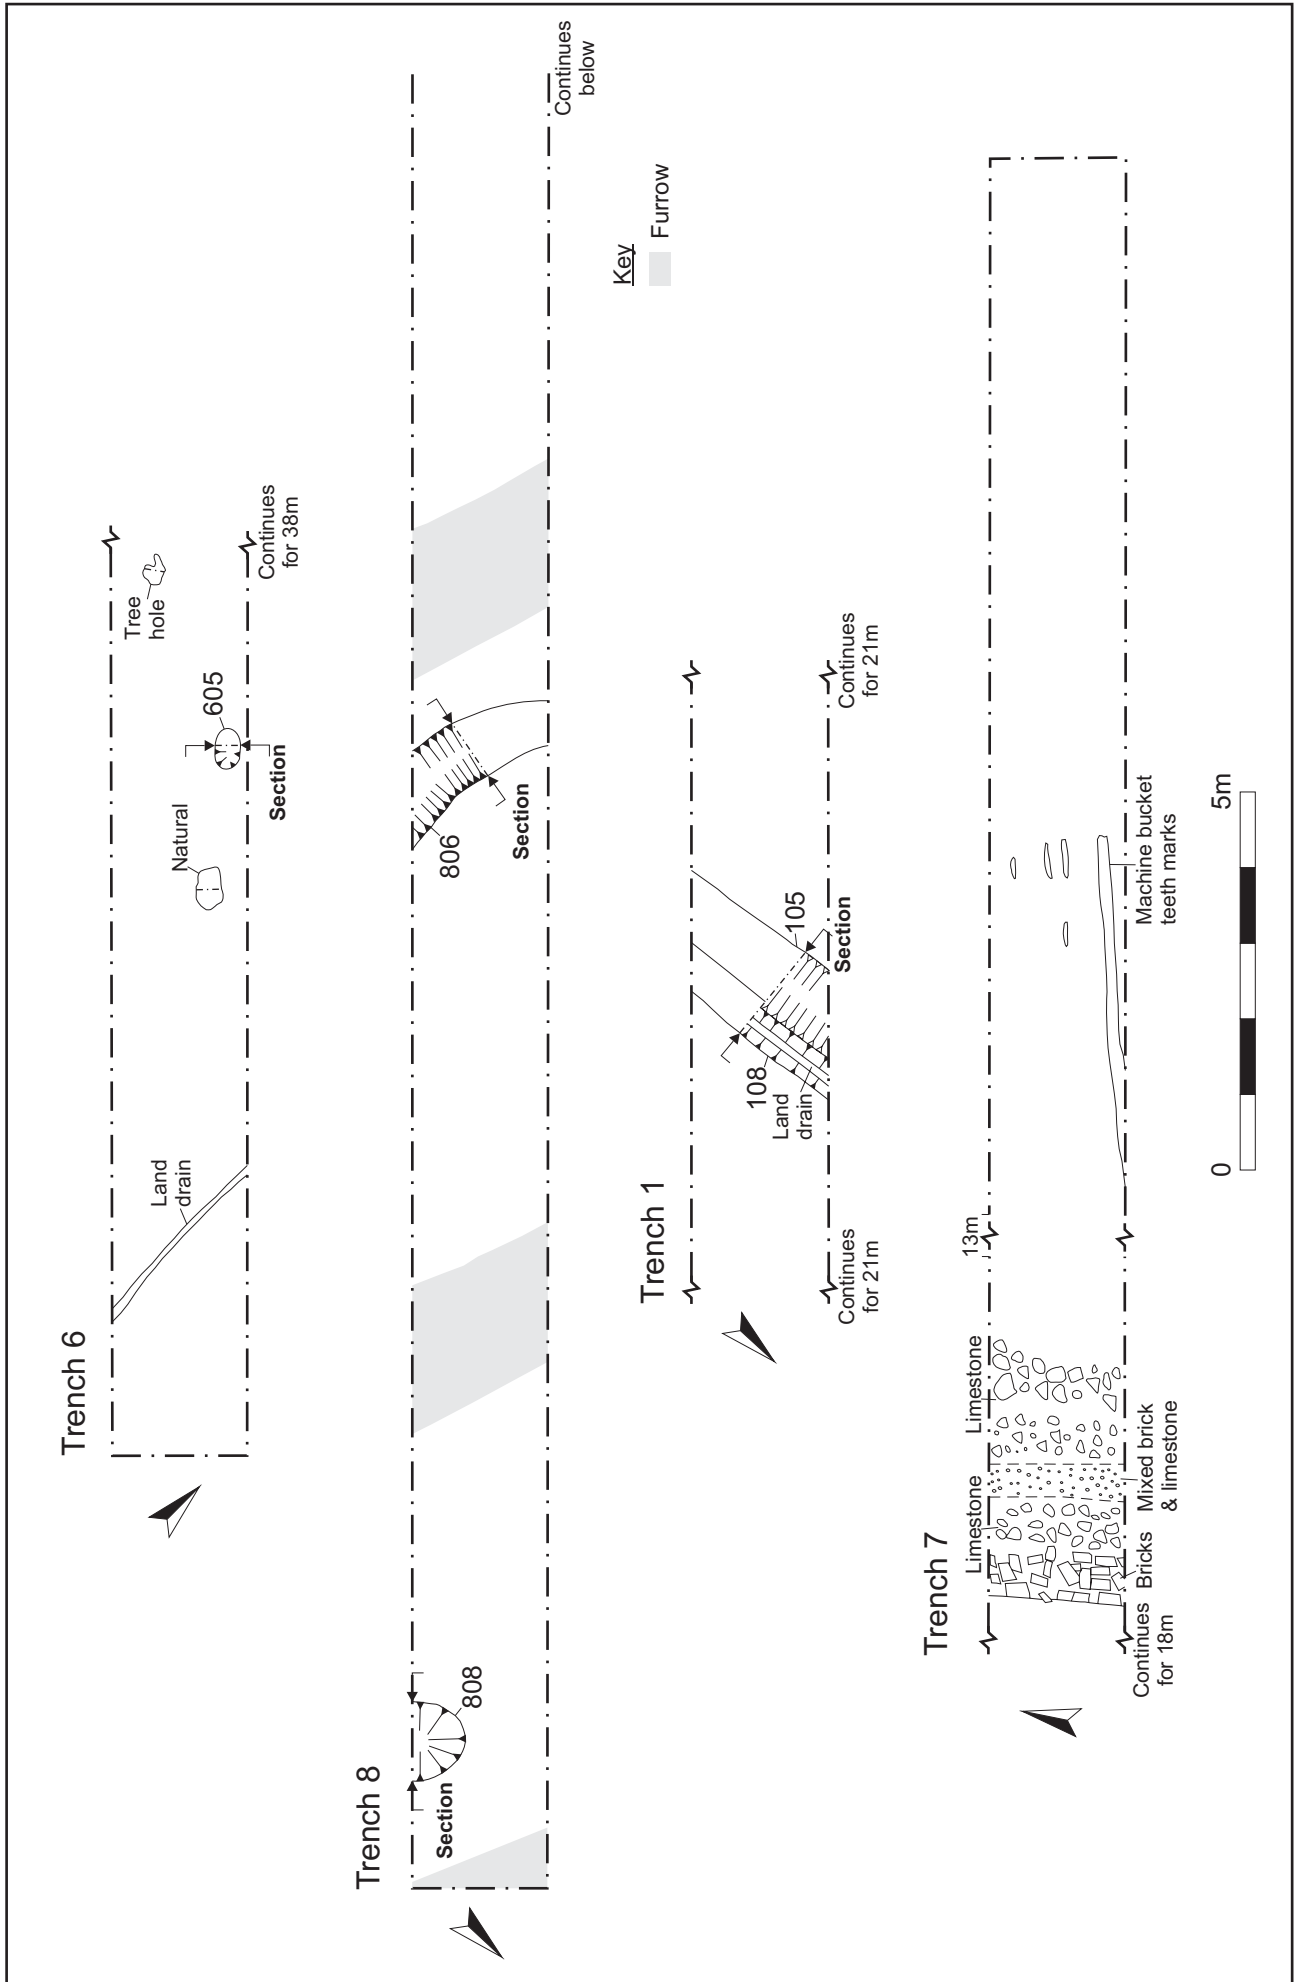 Trench 6
Land
drain
Natural
605
Section
Tree
hole
Continues
for 38m
Trench 8
Section
808
806
Section
Continues
below
Key
Furrow
Trench 1
Continues
for 21m
108
Land
drain
105
Section
Continues
for 21m
Trench 7
Continues
for 18m
Limestone
Bricks
Mixed brick
& limestone
Limestone
13m
Machine bucket
teeth marks
0
5m